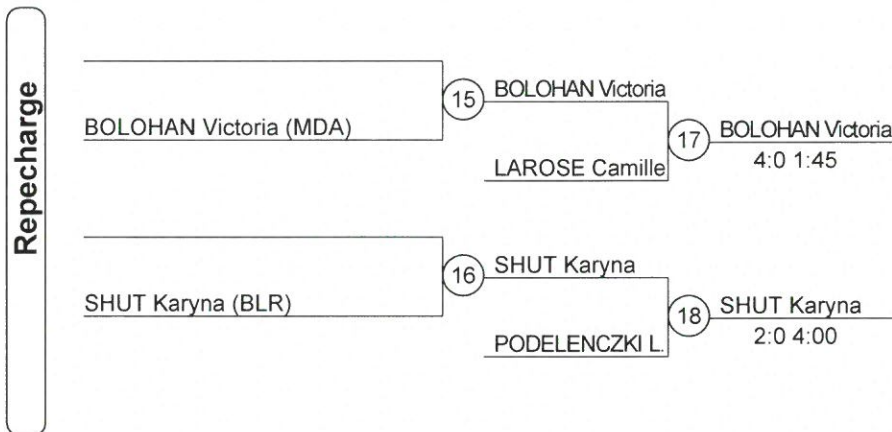 Repechage
BOLOHAN Victoria (MDA)
15
BOLOHAN Victoria
LAROSE Camille
17
BOLOHAN Victoria
4:0 1:45
SHUT Karyna (BLR)
16
SHUT Karyna
PODELENCZKI L.
18
SHUT Karyna
2:0 4:00